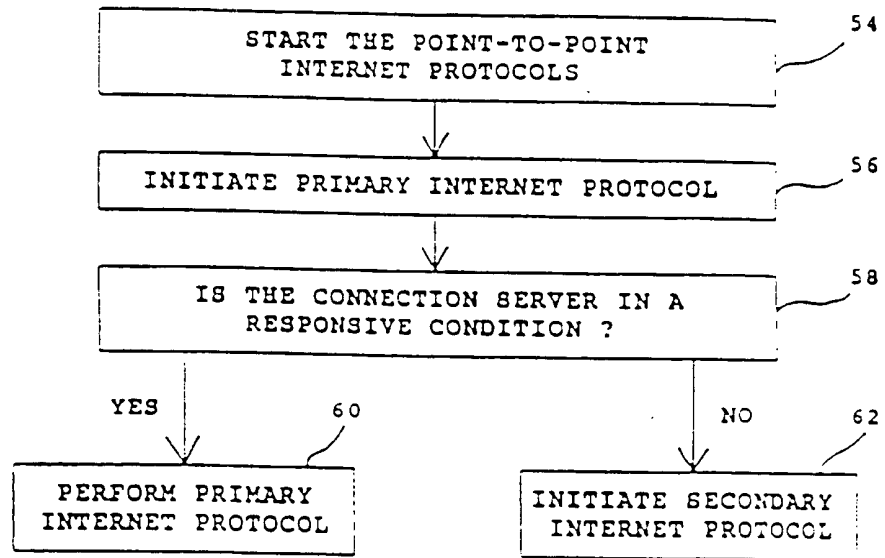 START THE POINT-TO-POINT
INTERNET PROTOCOLS
54
INITIATE PRIMARY INTERNET PROTOCOL
56
IS THE CONNECTION SERVER IN A
RESPONSIVE CONDITION ?
58
YES
60
NO
62
PERFORM PRIMARY
INTERNET PROTOCOL
INITIATE SECONDARY
INTERNET PROTOCOL